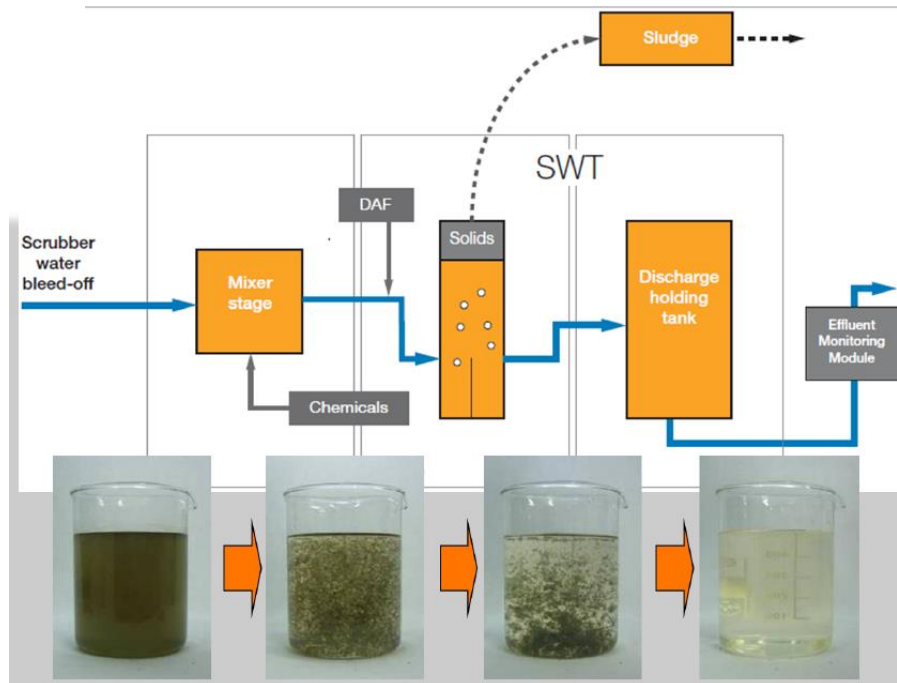 Sludge
SWT
DAF
Solids
Scrubber
water
bleed-off
Mixer
stage
Discharge
holding
tank
Effluent
Monitoring
Module
Chemicals